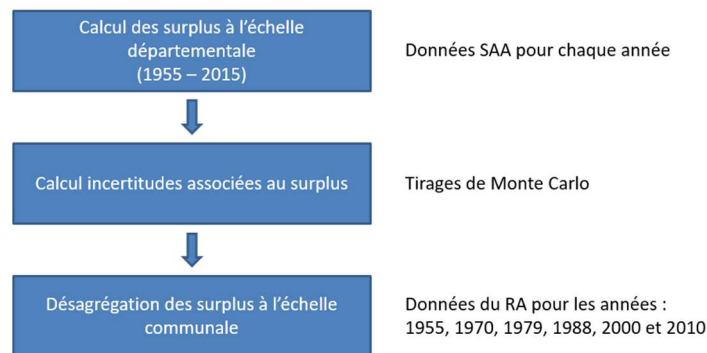 Calcul des surplus à l'échelle
départementale
(1955 – 2015)
Données SAA pour chaque année
Calcul incertitudes associées au surplus
Tirages de Monte Carlo
Désagrégation des surplus à l'échelle
communale
Données du RA pour les années :
1955, 1970, 1979, 1988, 2000 et 2010